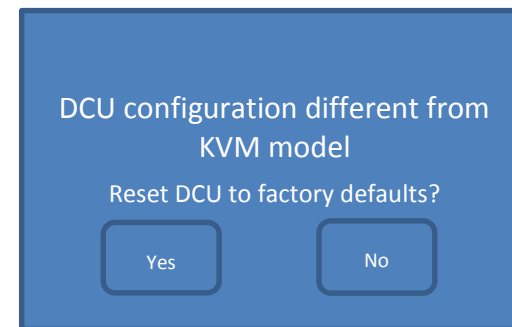 DCU configuration different from
KVM model
Reset DCU to factory defaults?
Yes
No